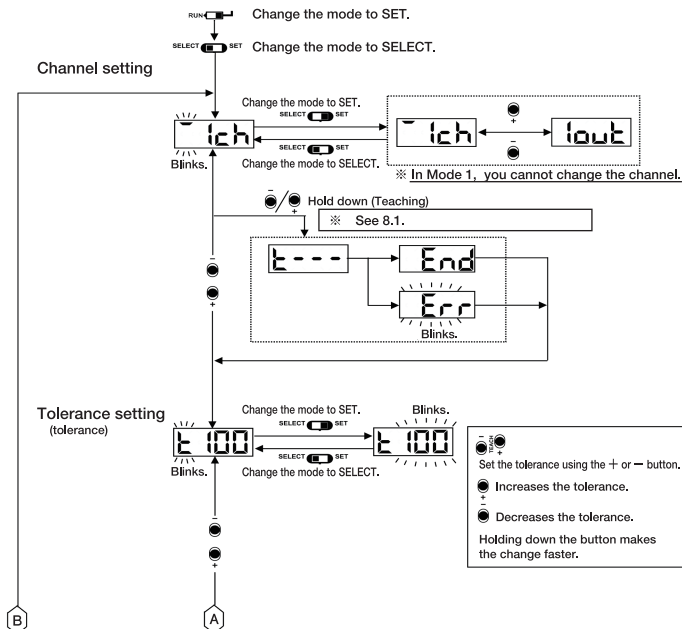 RUN
Change the mode to SET.
SELECT SET Change the mode to SELECT.
Channel setting
Change the mode to SET.
SELECT SET
1ch
Blinks.
SELECT SET
Change the mode to SELECT.
1ch
+
−
1out
※ In Mode 1, you cannot change the channel.
− / + Hold down (Teaching)
※ See 8.1.
t---
End
Err
Blinks.
−
+
Tolerance setting
(tolerance)
Change the mode to SET.
SELECT SET
Blinks.
t 100
t 100
Blinks.
SELECT SET
Change the mode to SELECT.
− TEACH +
Set the tolerance using the + or − button.
Increases the tolerance.
+
−
Decreases the tolerance.
Holding down the button makes
the change faster.
−
+
B
A